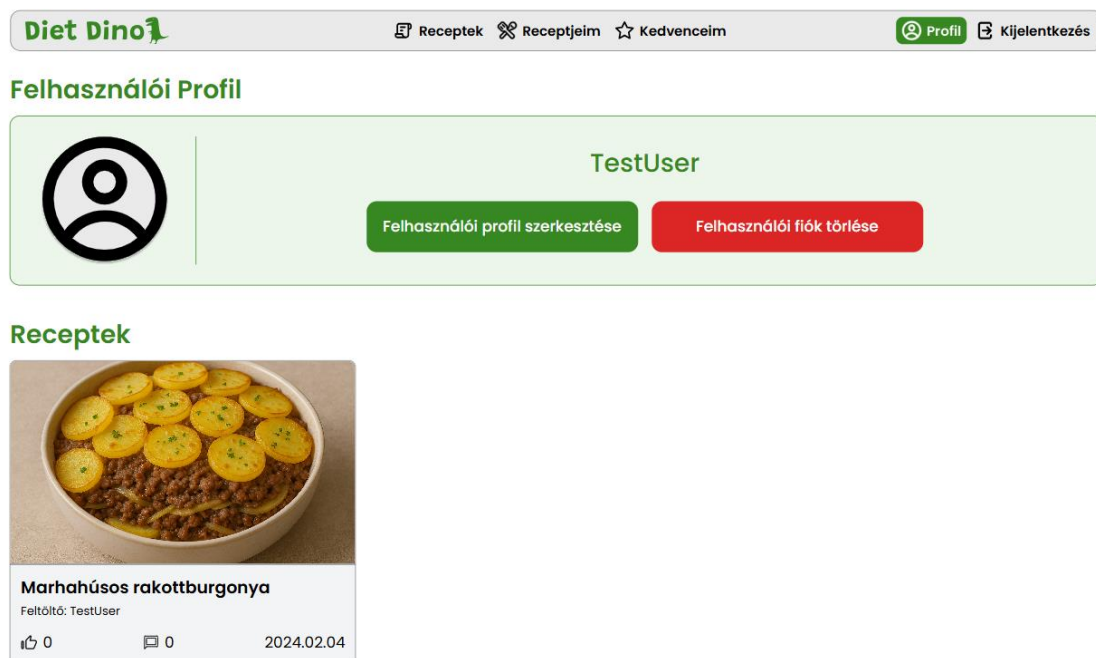 Diet Dino
Receptek Receptjeim Kedvenceim Profil Kijelentkezés
Felhasználói Profil
TestUser
Felhasználói profil szerkesztése Felhasználói fiók törlése
Receptek
Marhahúsos rakottburgonya
Feltöltő: TestUser
0 0 2024.02.04